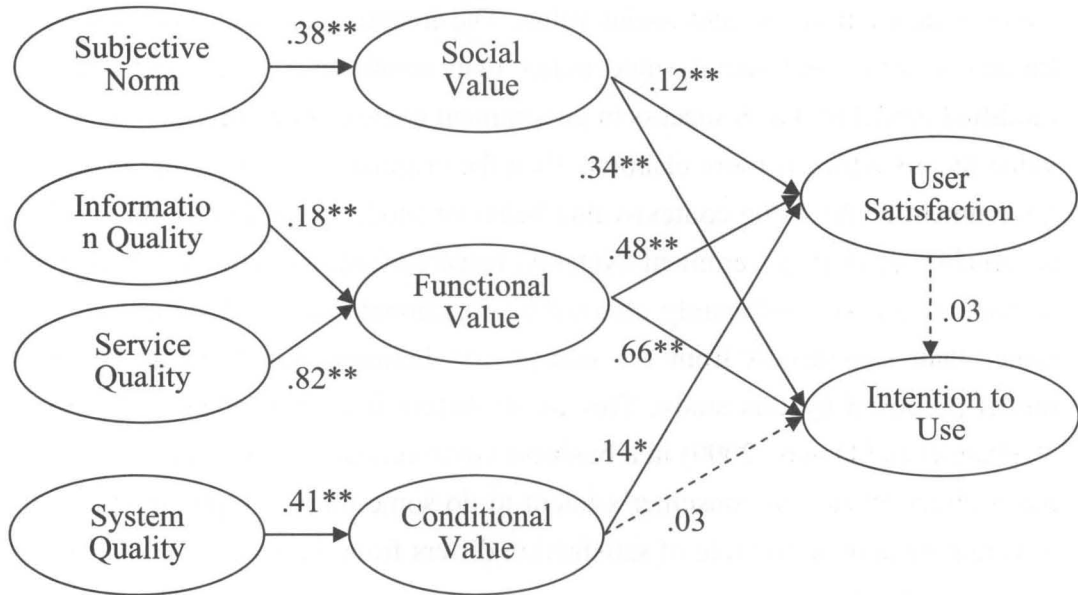 Subjective
Norm
.38**
Social
Value
.12**
.34**
User
Satisfaction
Informatio
n Quality
.18**
.48**
Functional
Value
Service
Quality
.82**
.66**
.03
Intention to
Use
.14*
.03
System
Quality
.41**
Conditional
Value